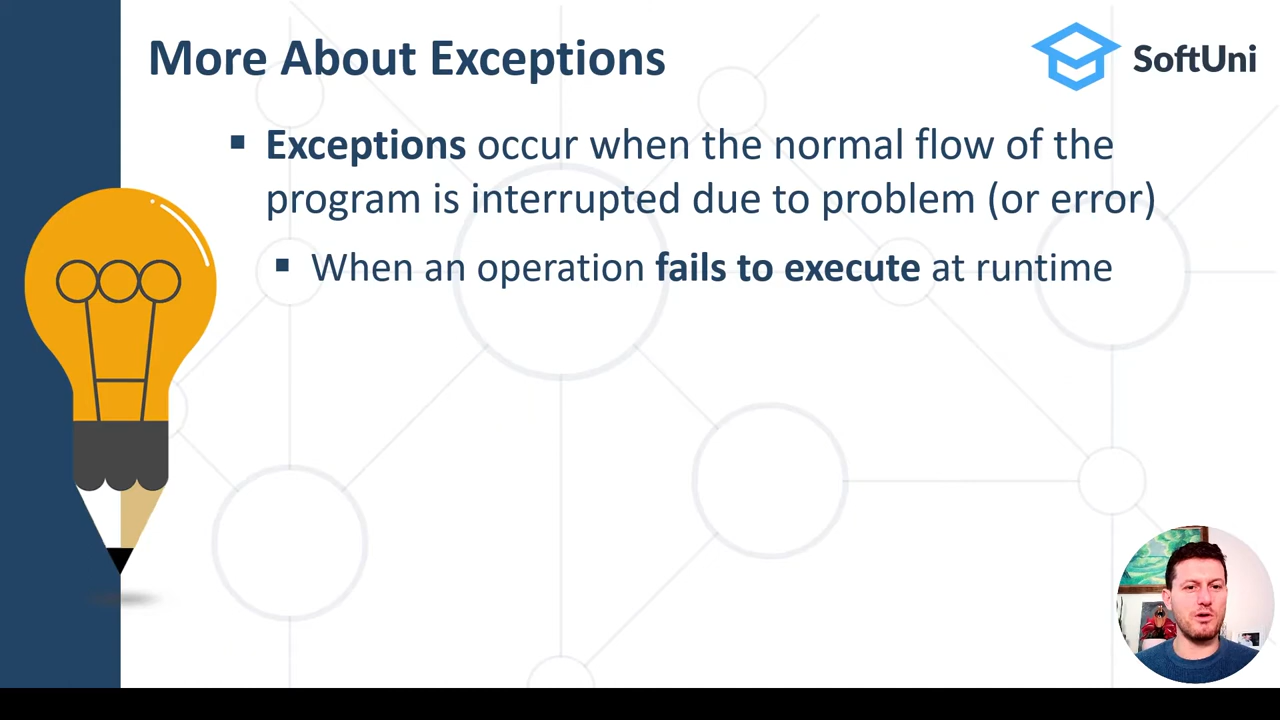 More About Exceptions
SoftUni
▪ Exceptions occur when the normal flow of the
program is interrupted due to problem (or error)
▪ When an operation fails to execute at runtime